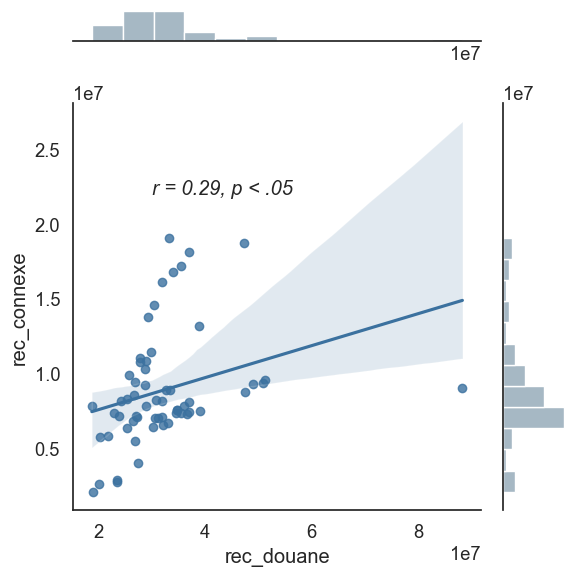 1e7
1e7
1e7
2.5
r = 0.29, p < .05
2.0
1.5
1.0
0.5
rec_connexe
2
4
6
8
rec_douane
1e7